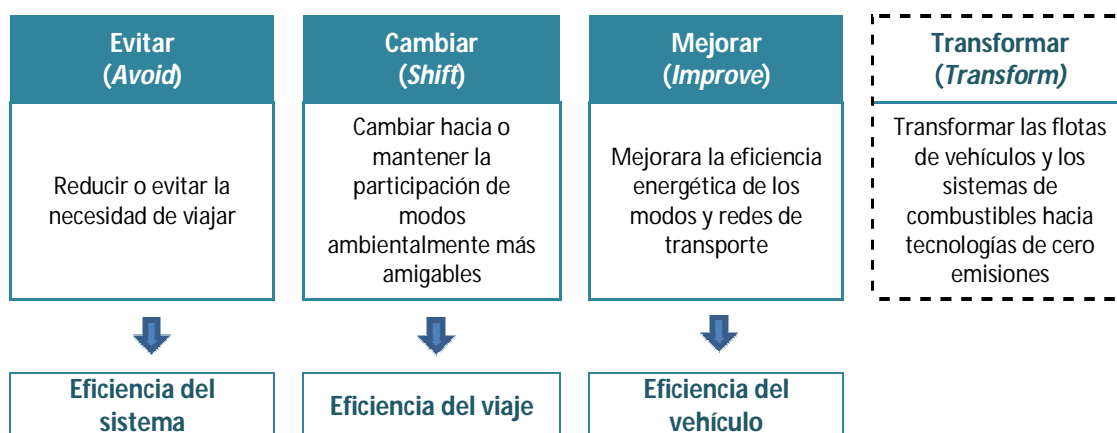 Evitar
(Avoid)
Reducir o evitar la
necesidad de viajar
Eficiencia del
sistema
Cambiar
(Shift)
Cambiar hacia o
mantener la
participación de
modos
ambientalmente más
amigables
Eficiencia del viaje
Mejorar
(Improve)
Mejorara la eficiencia
energética de los
modos y redes de
transporte
Eficiencia del
vehículo
Transformar
(Transform)
Transformar las flotas
de vehículos y los
sistemas de
combustibles hacia
tecnologías de cero
emisiones